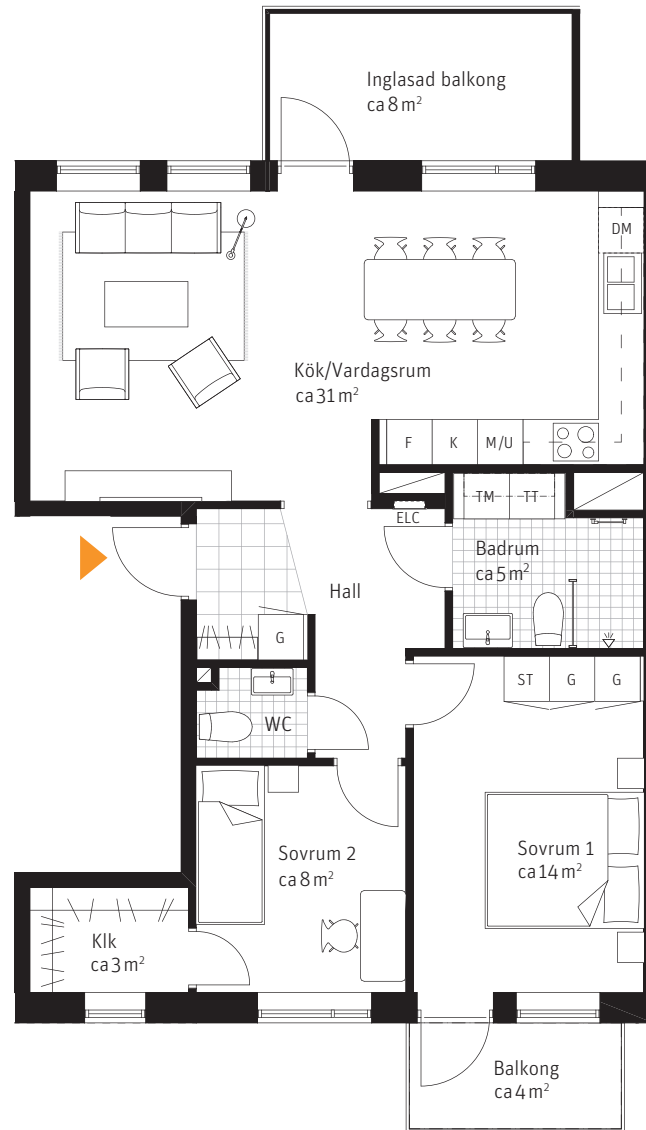 Inglasad balkong
ca 8 m²
DM
Kök/Vardagsrum
ca 31 m²
F K M/U
TM TT
ELC
Badrum
ca 5 m²
Hall
G
ST G G
WC
Sovrum 2
ca 8 m²
Sovrum 1
ca 14 m²
Klk
ca 3 m²
Balkong
ca 4 m²